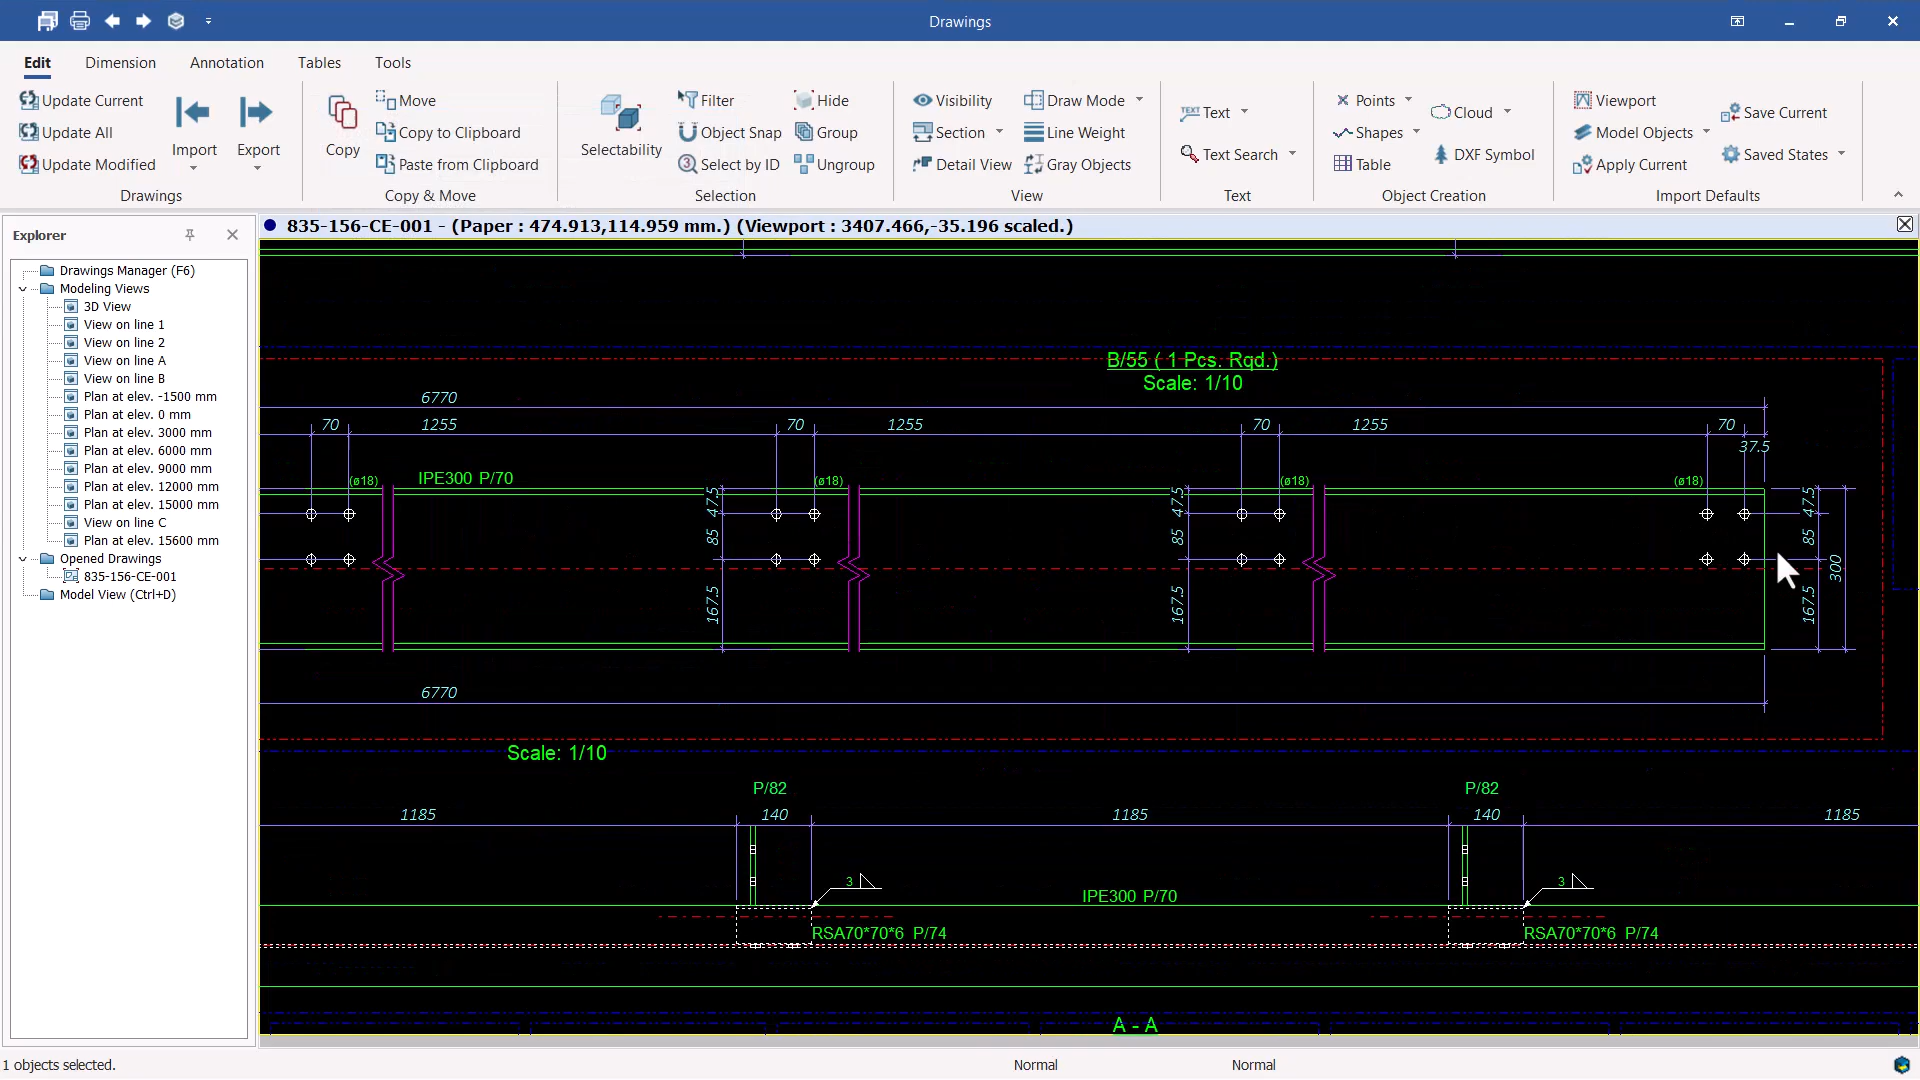 Drawings
Edit Dimension Annotation Tables Tools
Update Current
Update All
Update Modified
Import
Export
Drawings
Copy
Move
Copy to Clipboard
Paste from Clipboard
Copy & Move
Selectability
Filter
Object Snap
Select by ID
Hide
Group
Ungroup
Selection
Visibility
Section
Detail View
Draw Mode
Line Weight
Gray Objects
View
Text
Text Search
Text
Points
Shapes
Table
Cloud
DXF Symbol
Object Creation
Viewport
Model Objects
Apply Current
Save Current
Saved States
Import Defaults
Explorer
Drawings Manager (F6)
Modeling Views
3D View
View on line 1
View on line 2
View on line A
View on line B
Plan at elev. -1500 mm
Plan at elev. 0 mm
Plan at elev. 3000 mm
Plan at elev. 6000 mm
Plan at elev. 9000 mm
Plan at elev. 12000 mm
Plan at elev. 15000 mm
View on line C
Plan at elev. 15600 mm
Opened Drawings
835-156-CE-001
Model View (Ctrl+D)
835-156-CE-001 - (Paper : 474.913,114.959 mm.) (Viewport : 3407.466,-35.196 scaled.)
B/55 ( 1 Pcs. Rqd.)
Scale: 1/10
6770
70 1255 70 1255 70 1255 70
37.5
IPE300 P/70
(ø18) (ø18) (ø18) (ø18)
47.5 47.5 47.5
85 85 85
300
167.5 167.5 167.5
6770
Scale: 1/10
P/82 P/82
1185 140 1185 140 1185
3 3
IPE300 P/70
RSA70*70*6 P/74 RSA70*70*6 P/74
A - A
1 objects selected.
Normal
Normal